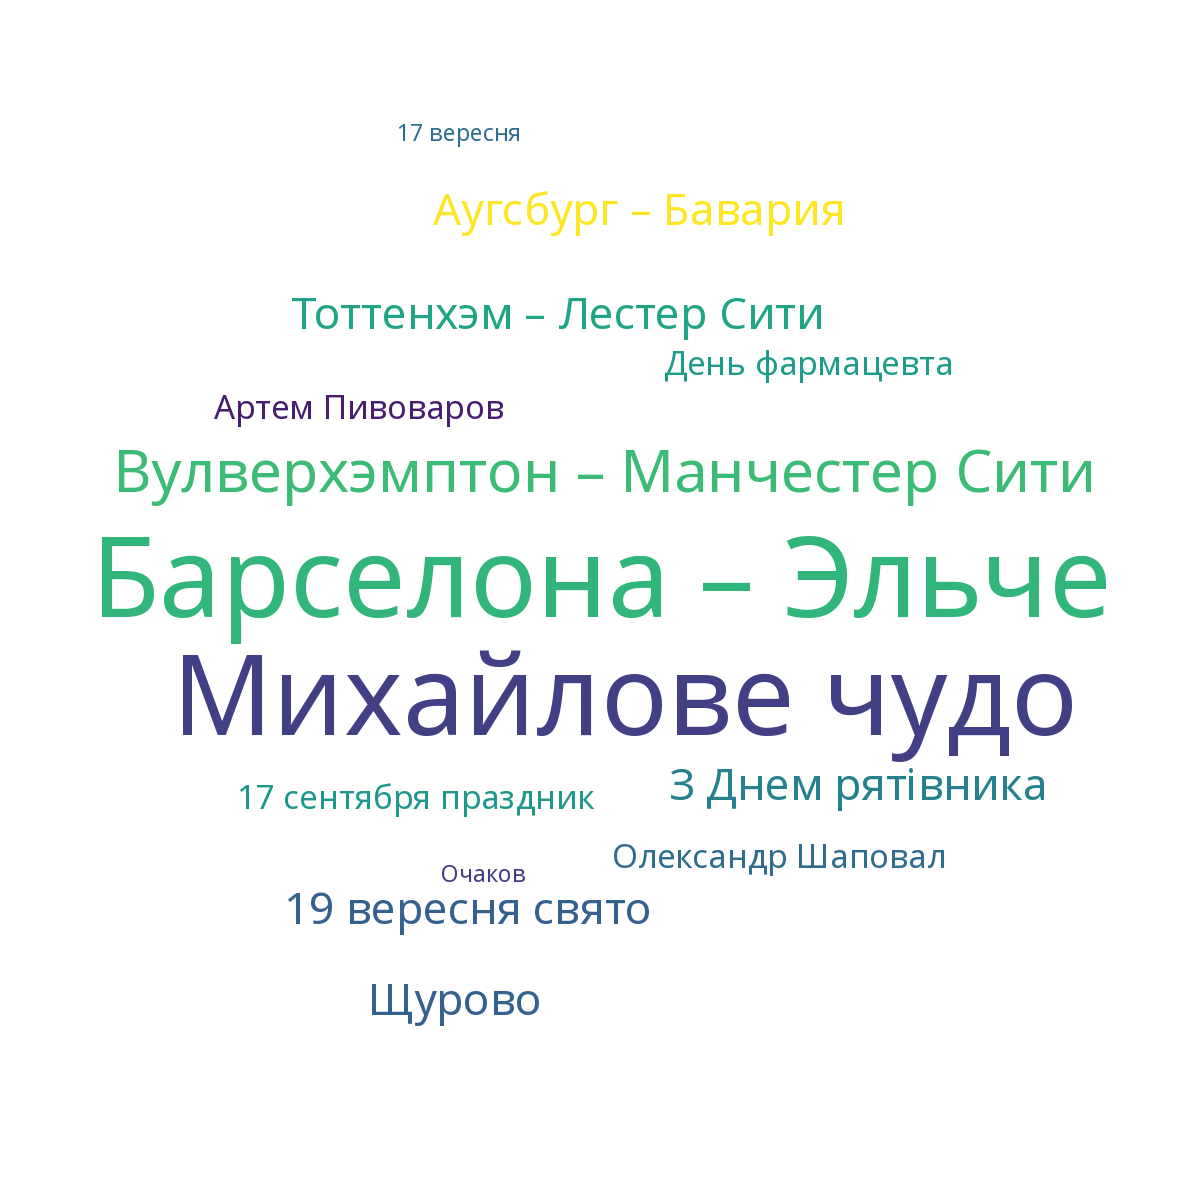 17 вересня
Аугсбург – Бавария
Тоттенхэм – Лестер Сити
День фармацевта
Артем Пивоваров
Вулверхэмптон – Манчестер Сити
Барселона – Эльче
Михайлове чудо
З Днем рятівника
17 сентября праздник
Олександр Шаповал
Очаков
19 вересня свято
Щурово